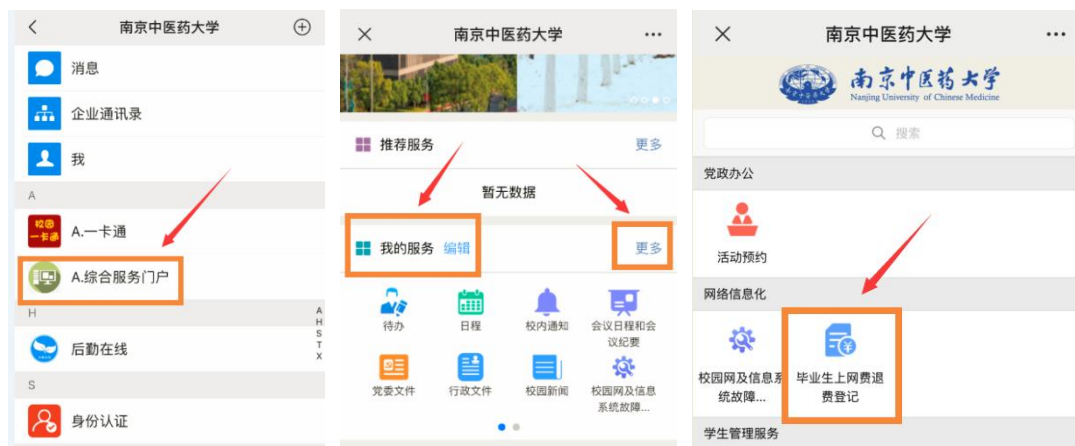 南京中医药大学
消息
企业通讯录
我
A
校园
一卡通
A.一卡通
A.综合服务门户
H
后勤在线
S
身份认证
A
H
S
T
X
南京中医药大学
推荐服务 更多
暂无数据
我的服务 编辑 更多
待办 日程 校内通知 会议日程和会
议纪要
党委文件 行政文件 校园新闻 校园网及信息
系统故障...
南京中医药大学
南京中医药大学
Nanjing University of Chinese Medicine
搜索
党政办公
活动预约
网络信息化
校园网及信息系 毕业生上网费退
统故障... 费登记
学生管理服务